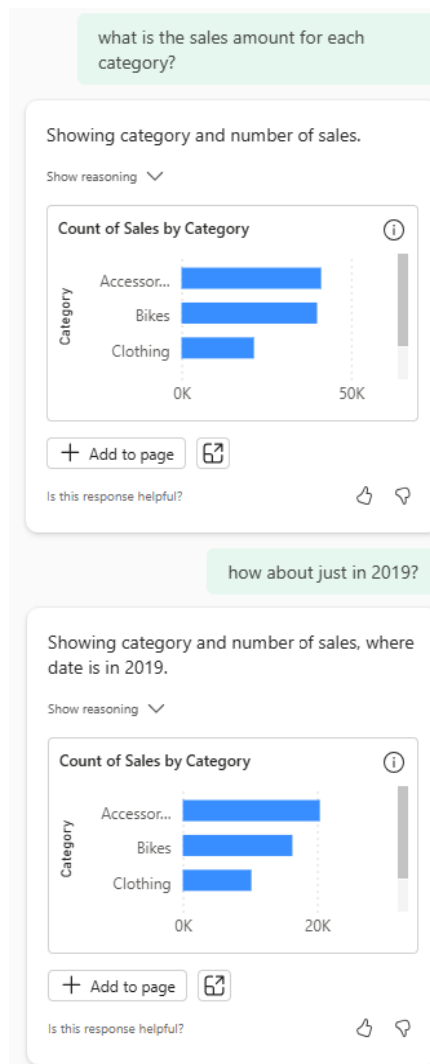 what is the sales amount for each
category?
Showing category and number of sales.
Show reasoning
Count of Sales by Category
Category
Accessor...
Bikes
Clothing
0K 50K
+ Add to page
Is this response helpful?
how about just in 2019?
Showing category and number of sales, where
date is in 2019.
Show reasoning
Count of Sales by Category
Category
Accessor...
Bikes
Clothing
0K 20K
+ Add to page
Is this response helpful?